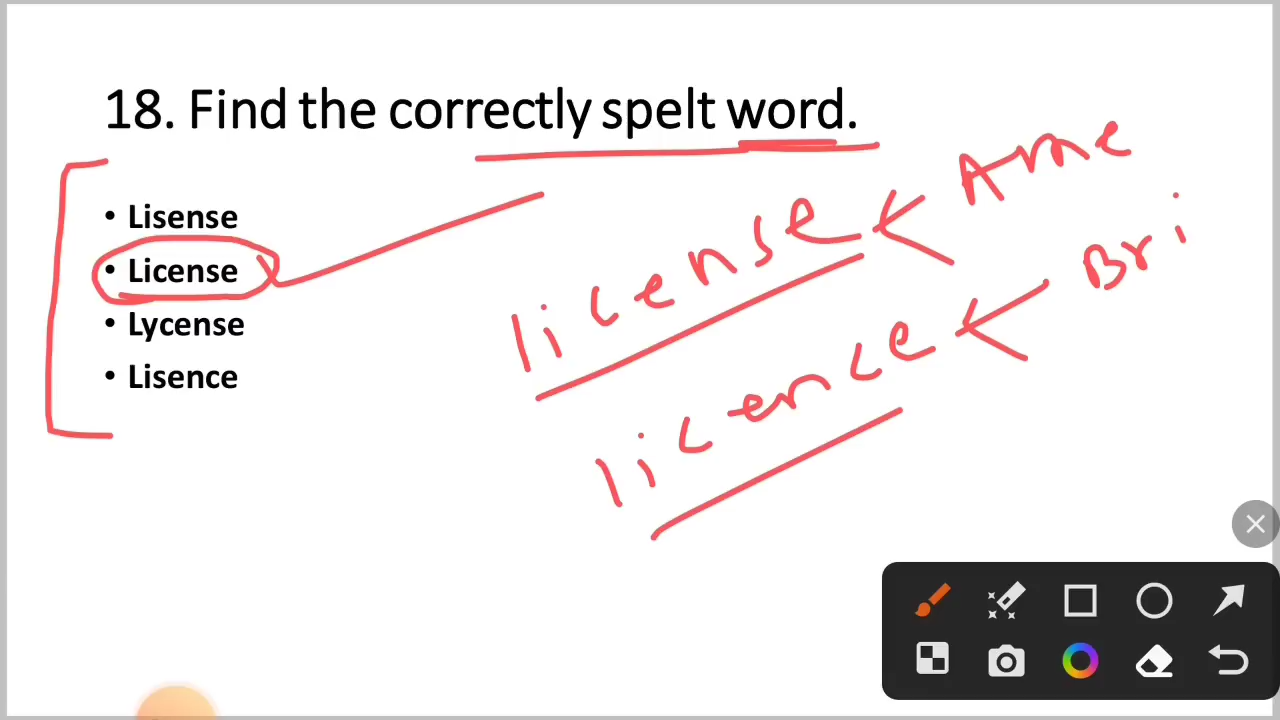 18. Find the correctly spelt word.
• Lisense
• License
• Lycense
• Lisence
license < Ame
licence < Bri